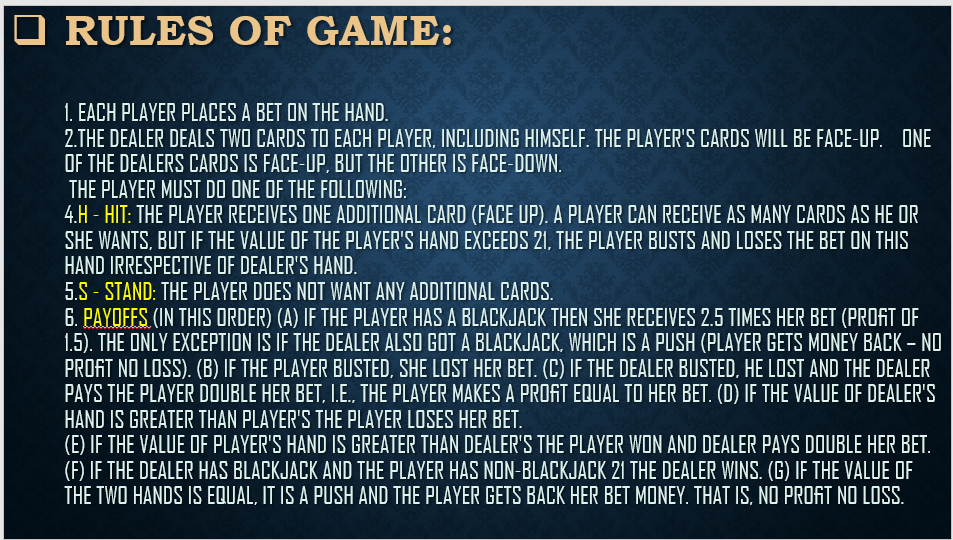 RULES OF GAME:
1. EACH PLAYER PLACES A BET ON THE HAND.
2.THE DEALER DEALS TWO CARDS TO EACH PLAYER, INCLUDING HIMSELF. THE PLAYER'S CARDS WILL BE FACE-UP. ONE
OF THE DEALERS CARDS IS FACE-UP, BUT THE OTHER IS FACE-DOWN.
THE PLAYER MUST DO ONE OF THE FOLLOWING:
4.H - HIT: THE PLAYER RECEIVES ONE ADDITIONAL CARD (FACE UP). A PLAYER CAN RECEIVE AS MANY CARDS AS HE OR
SHE WANTS, BUT IF THE VALUE OF THE PLAYER'S HAND EXCEEDS 21, THE PLAYER BUSTS AND LOSES THE BET ON THIS
HAND IRRESPECTIVE OF DEALER'S HAND.
5.S - STAND: THE PLAYER DOES NOT WANT ANY ADDITIONAL CARDS.
6. PAYOFFS (IN THIS ORDER) (A) IF THE PLAYER HAS A BLACKJACK THEN SHE RECEIVES 2.5 TIMES HER BET (PROfiT OF
1.5). THE ONLY EXCEPTION IS IF THE DEALER ALSO GOT A BLACKJACK, WHICH IS A PUSH (PLAYER GETS MONEY BACK – NO
PROfiT NO LOSS). (B) IF THE PLAYER BUSTED, SHE LOST HER BET. (C) IF THE DEALER BUSTED, HE LOST AND THE DEALER
PAYS THE PLAYER DOUBLE HER BET, I.E., THE PLAYER MAKES A PROfiT EQUAL TO HER BET. (D) IF THE VALUE OF DEALER'S
HAND IS GREATER THAN PLAYER'S THE PLAYER LOSES HER BET.
(E) IF THE VALUE OF PLAYER'S HAND IS GREATER THAN DEALER'S THE PLAYER WON AND DEALER PAYS DOUBLE HER BET.
(F) IF THE DEALER HAS BLACKJACK AND THE PLAYER HAS NON-BLACKJACK 21 THE DEALER WINS. (G) IF THE VALUE OF
THE TWO HANDS IS EQUAL, IT IS A PUSH AND THE PLAYER GETS BACK HER BET MONEY. THAT IS, NO PROfiT NO LOSS.